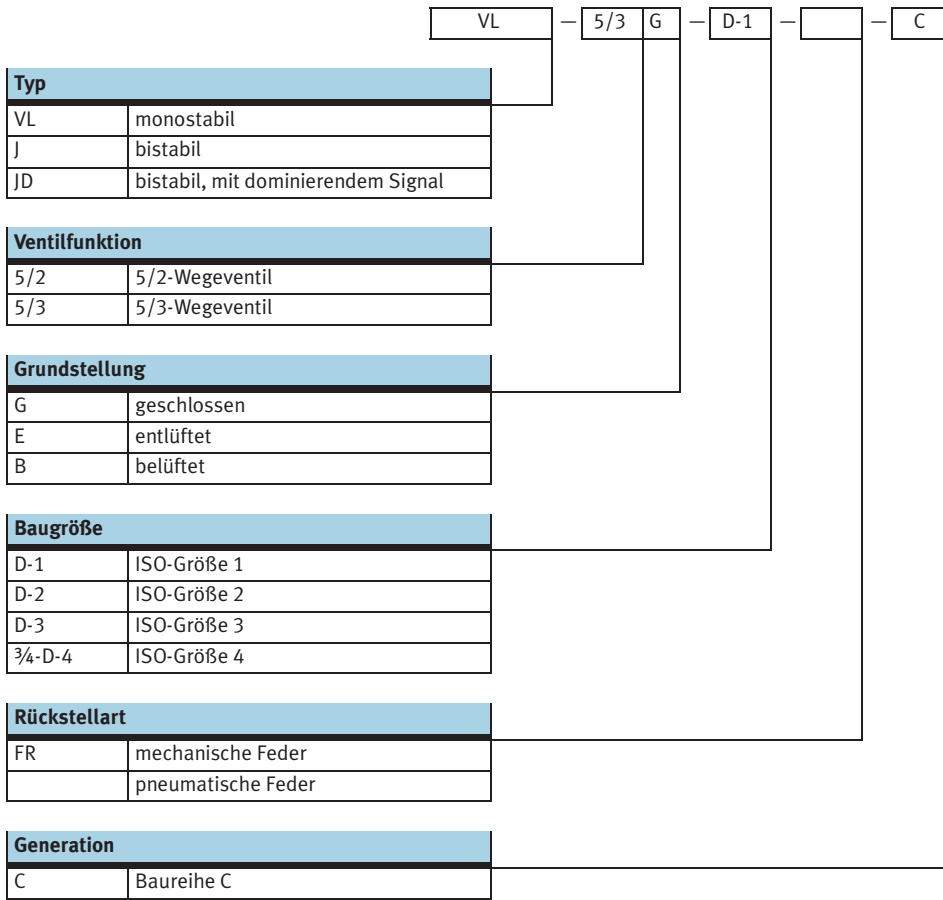 VL — 5/3 G — D-1 — — C
Typ
VL monostabil
J bistabil
JD bistabil, mit dominierendem Signal
Ventilfunktion
5/2 5/2-Wegeventil
5/3 5/3-Wegeventil
Grundstellung
G geschlossen
E entlüftet
B belüftet
Baugröße
D-1 ISO-Größe 1
D-2 ISO-Größe 2
D-3 ISO-Größe 3
¾-D-4 ISO-Größe 4
Rückstellart
FR mechanische Feder
pneumatische Feder
Generation
C Baureihe C